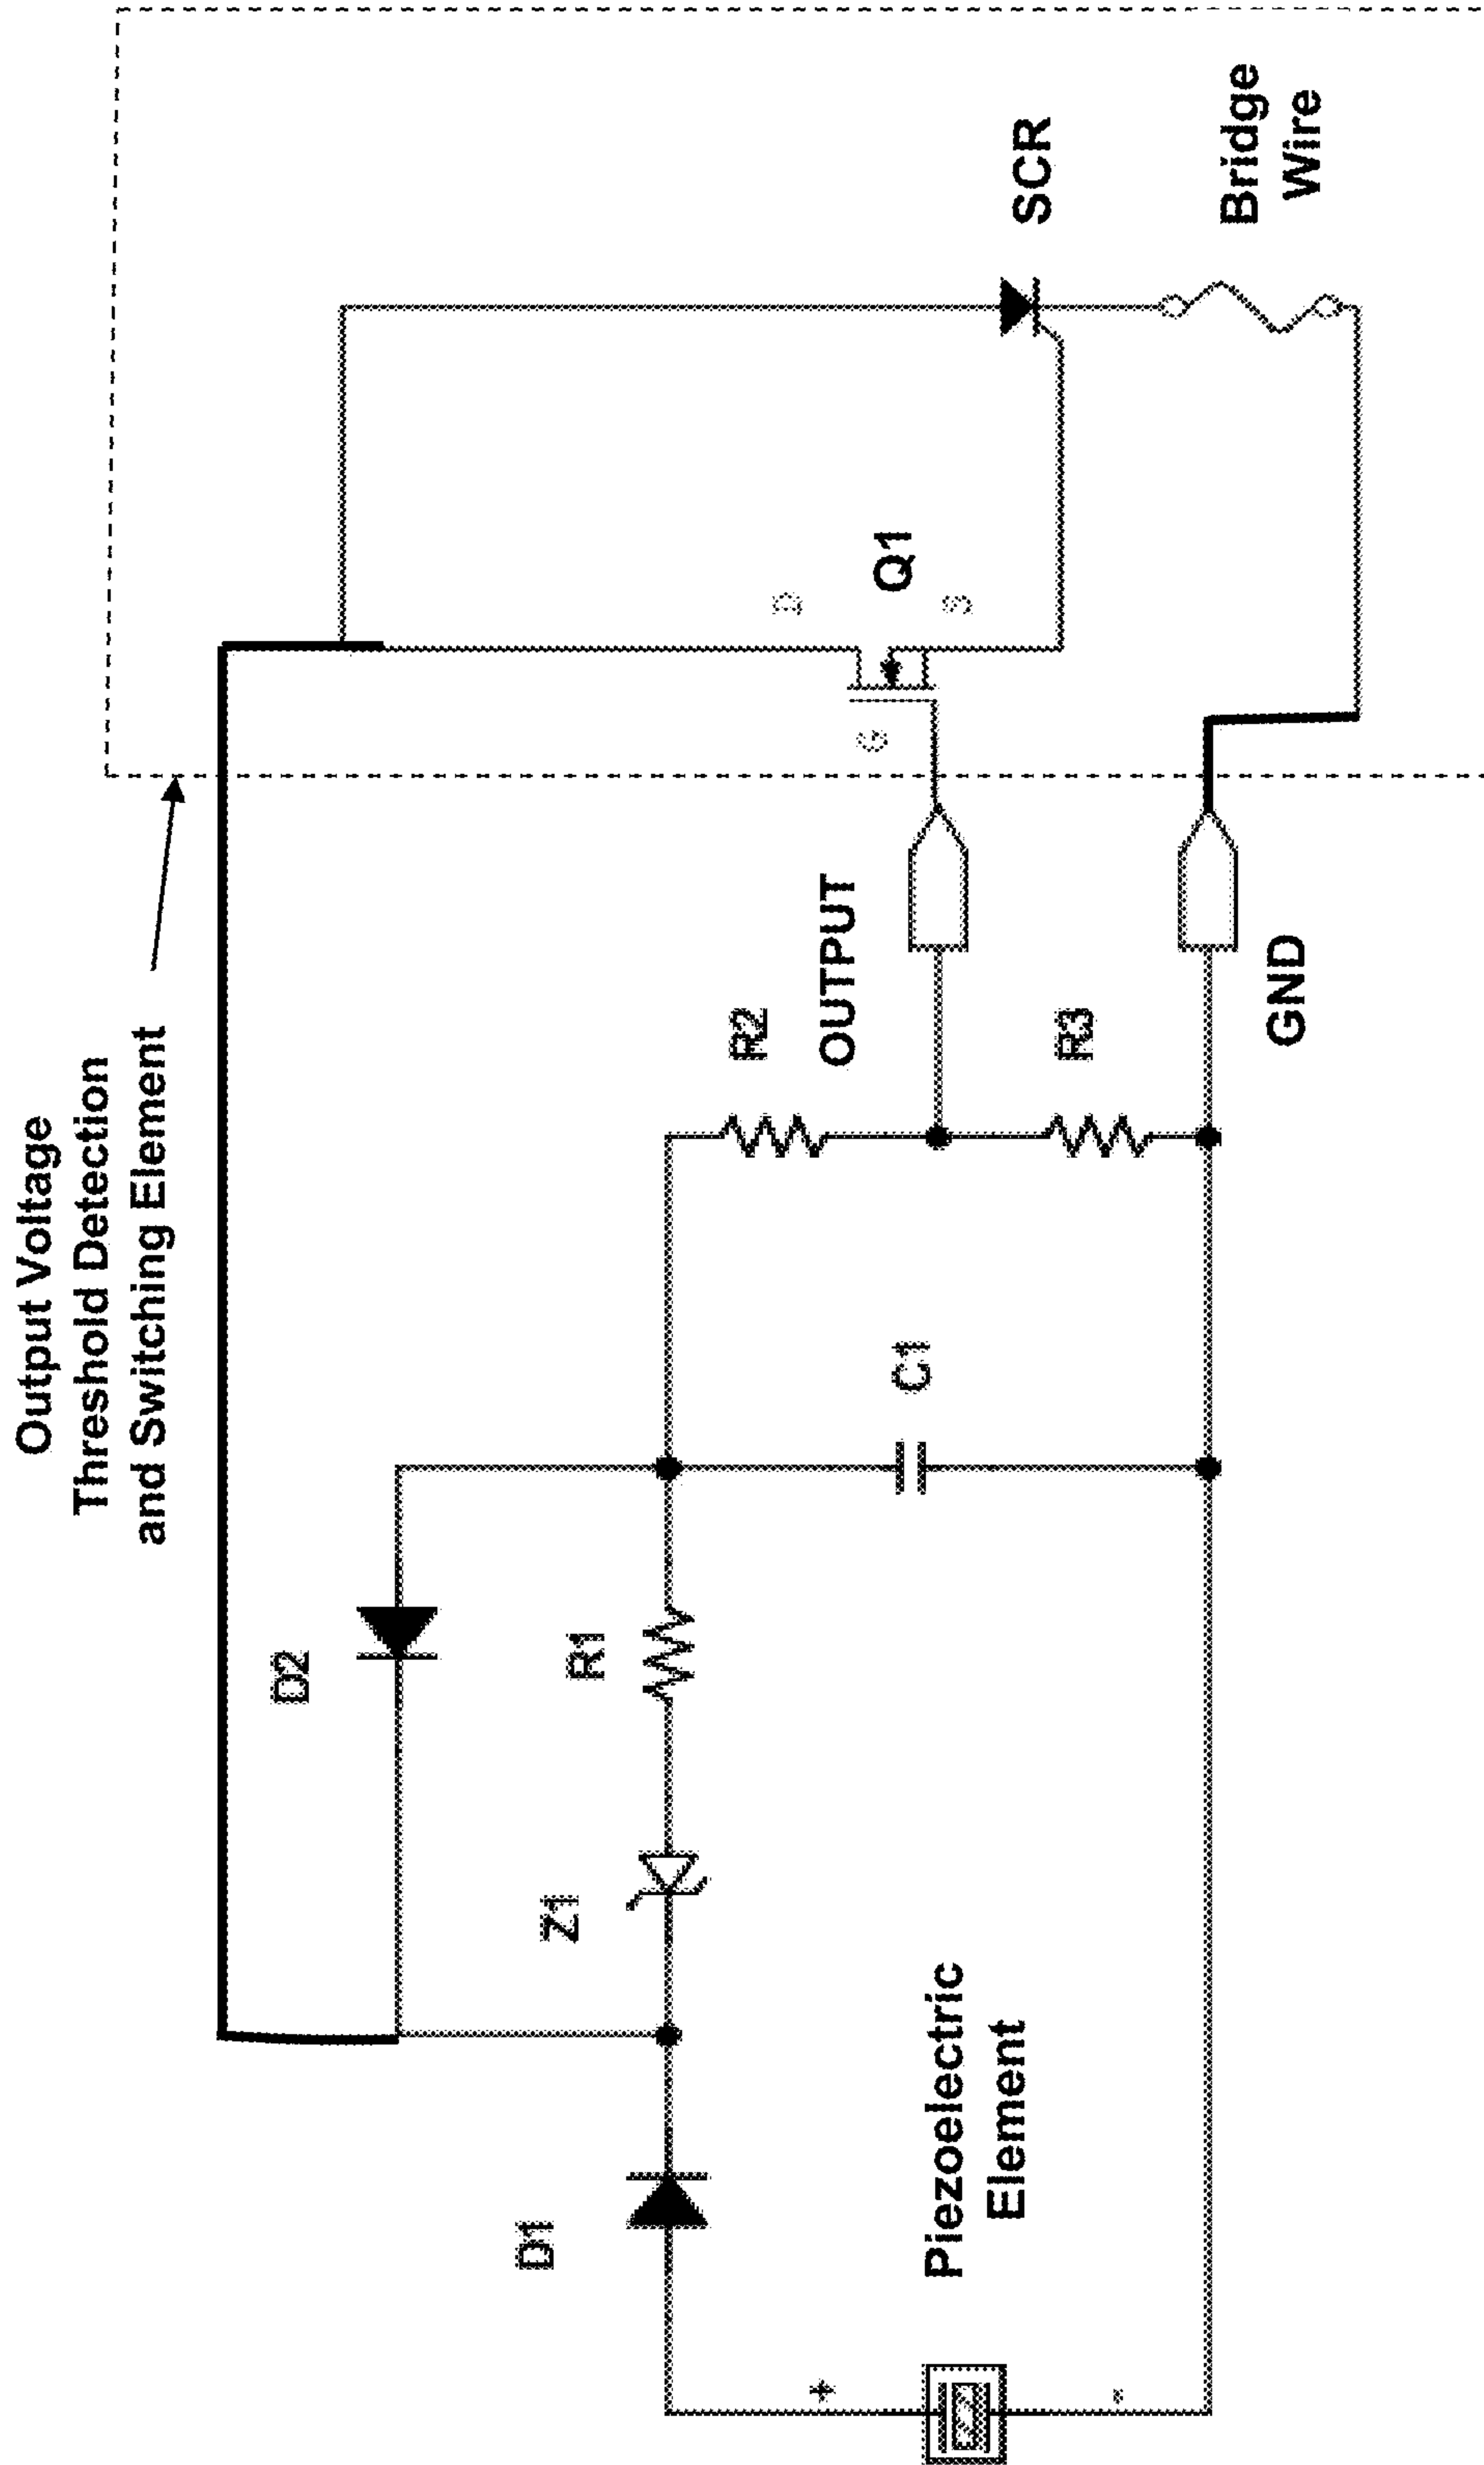 Output Voltage
Threshold Detection
and Switching Element
D2
D1
Z1
R1
R2
OUTPUT
C1
R3
GND
Piezoelectric
Element
+
-
D
G
S
Q1
SCR
Bridge
Wire